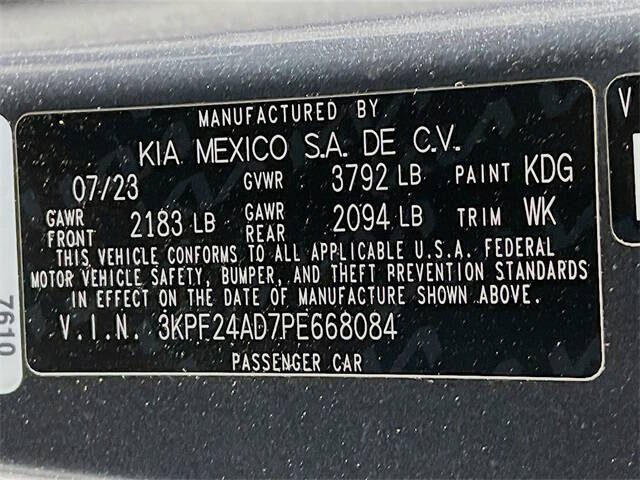 MANUFACTURED BY
KIA MEXICO S.A. DE C.V.
07/23 GVWR 3792 LB PAINT KDG
GAWR FRONT 2183 LB GAWR REAR 2094 LB TRIM WK
THIS VEHICLE CONFORMS TO ALL APPLICABLE U.S.A. FEDERAL
MOTOR VEHICLE SAFETY, BUMPER, AND THEFT PREVENTION STANDARDS
IN EFFECT ON THE DATE OF MANUFACTURE SHOWN ABOVE.
V.I.N. 3KPF24AD7PE668084
PASSENGER CAR
7610
V